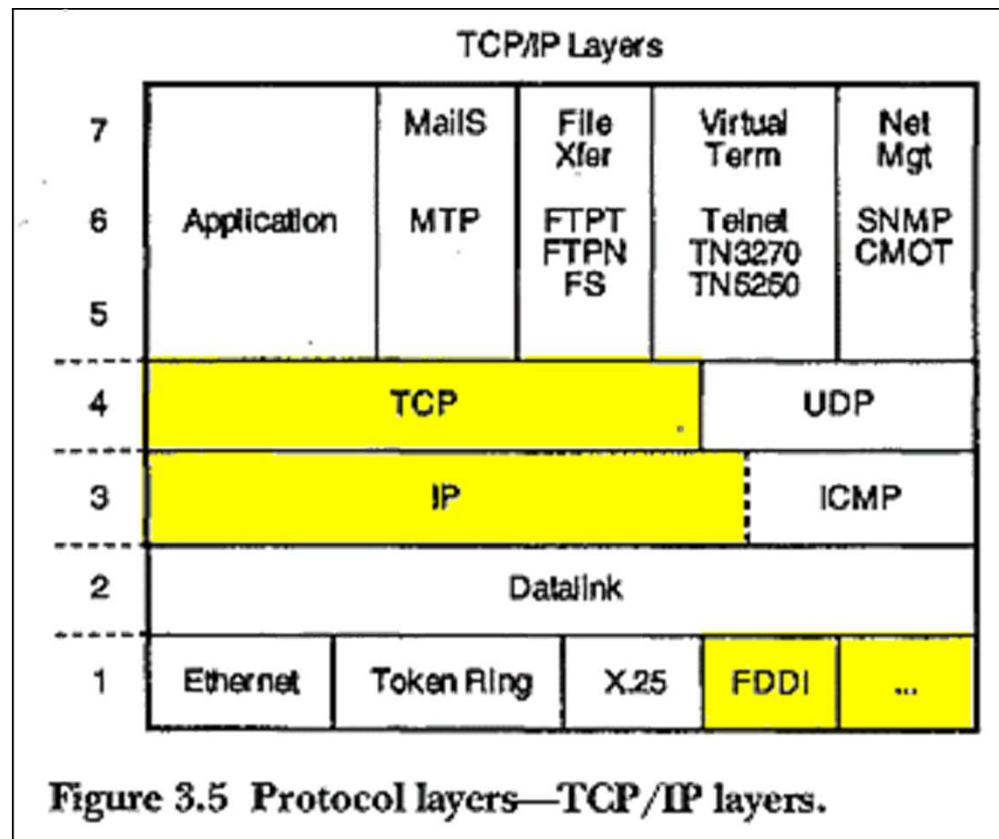 TCP/IP Layers
7 MailS File Virtual Net
Xfer Term Mgt
6 Application MTP FTPT Telnet SNMP
FTPN TN3270 CMOT
FS TN5250
5
4 TCP UDP
3 IP ICMP
2 Datalink
1 Ethernet Token Ring X.25 FDDI ...
Figure 3.5 Protocol layers—TCP/IP layers.